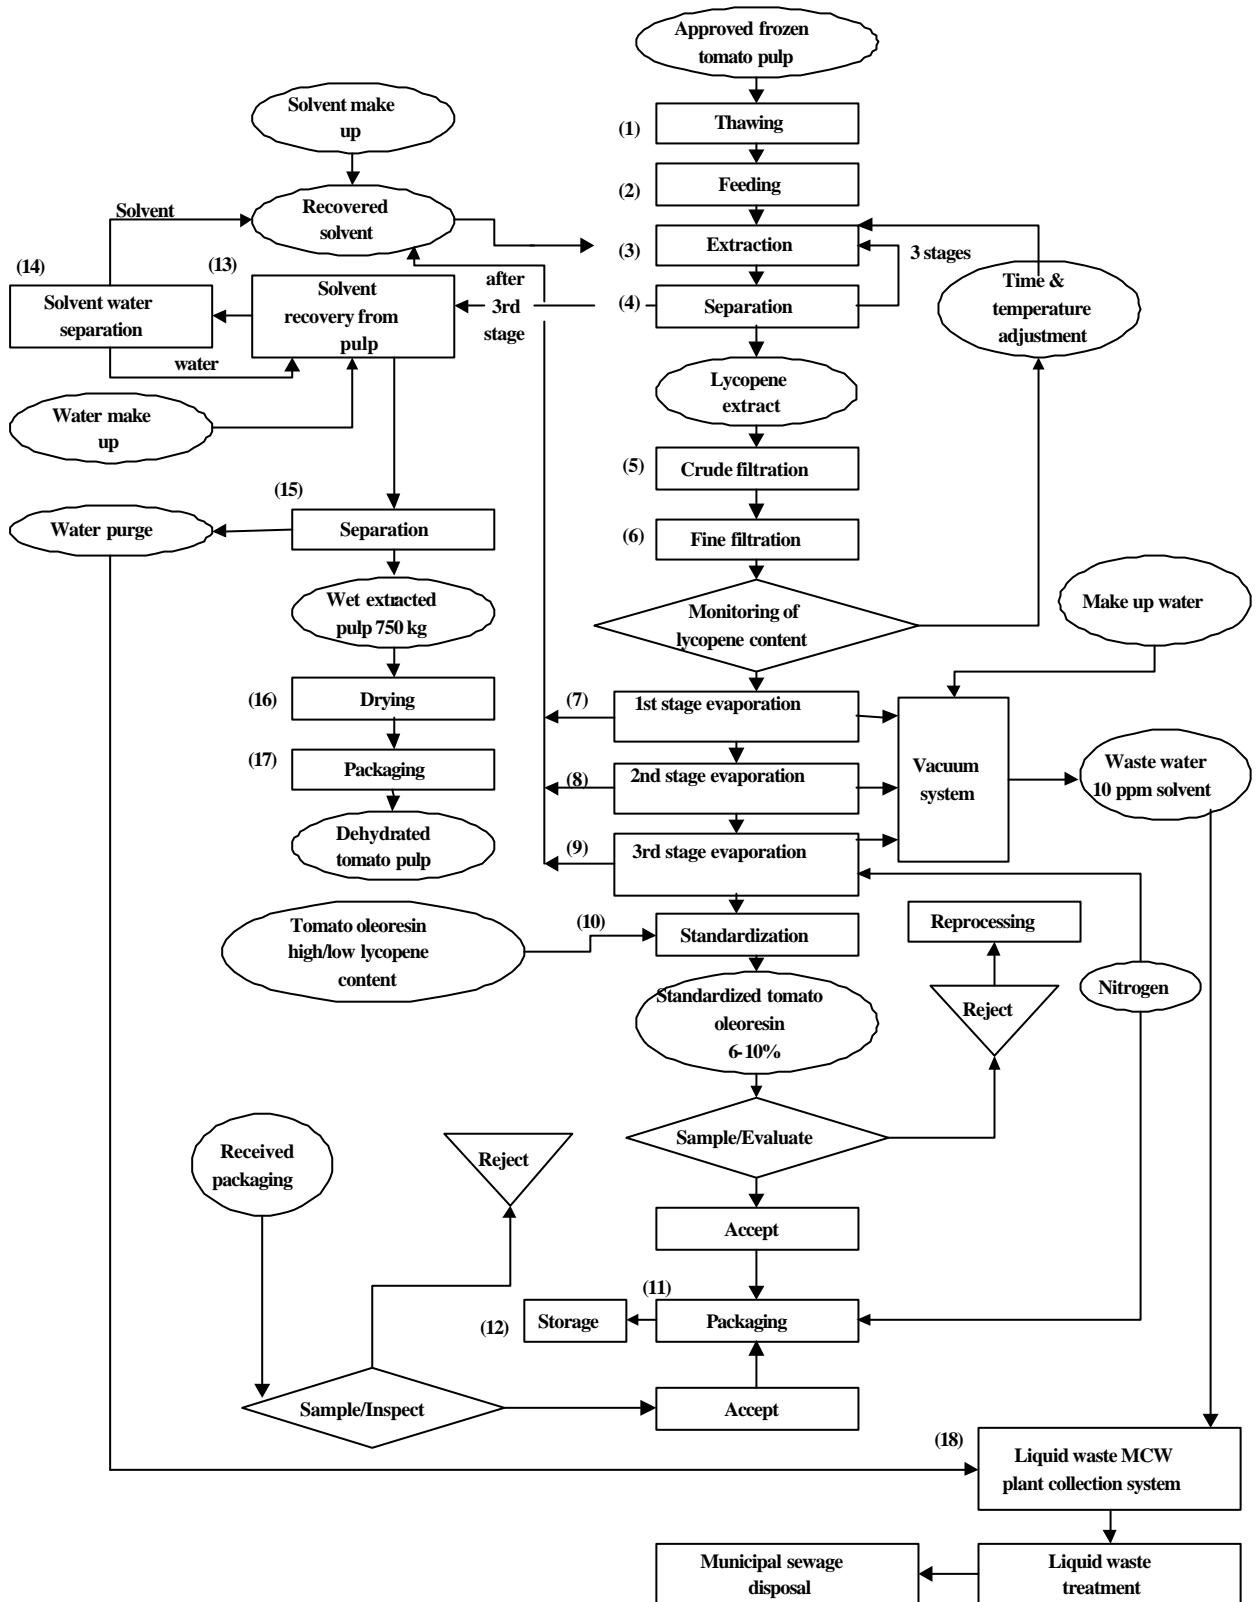 Approved frozen
tomato pulp
Solvent make
up
(1)
Thawing
(2)
Feeding
Solvent
Recovered
solvent
(3)
Extraction
3 stages
(14)
(13)
after
3rd
stage
Solvent water
separation
Solvent
recovery from
pulp
(4)
Separation
Time &
temperature
adjustment
water
Lycopene
extract
Water make
up
(5)
Crude filtration
(15)
Water purge
Separation
(6)
Fine filtration
Wet extracted
pulp 750 kg
Monitoring of
lycopene content
Make up water
(16)
Drying
(7)
1st stage evaporation
(17)
Packaging
(8)
2nd stage evaporation
Vacuum
system
Waste water
10 ppm solvent
Dehydrated
tomato pulp
(9)
3rd stage evaporation
Tomato oleoresin
high/low lycopene
content
(10)
Standardization
Reprocessing
Standardized tomato
oleoresin
6-10%
Reject
Nitrogen
Sample/Evaluate
Received
packaging
Reject
Accept
(11)
(12)
Storage
Packaging
Sample/Inspect
Accept
(18)
Liquid waste MCW
plant collection system
Municipal sewage
disposal
Liquid waste
treatment